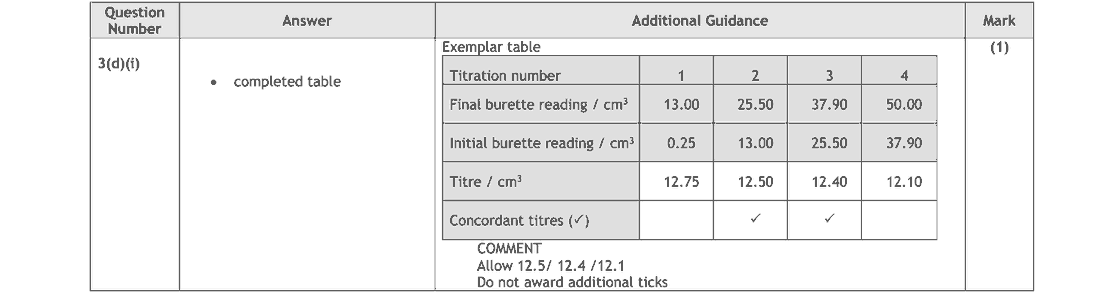 Question Number Answer Additional Guidance Mark
3(d)(i)
• completed table
Exemplar table
(1)
Titration number 1 2 3 4
Final burette reading / cm³ 13.00 25.50 37.90 50.00
Initial burette reading / cm³ 0.25 13.00 25.50 37.90
Titre / cm³ 12.75 12.50 12.40 12.10
Concordant titres (✓) ✓ ✓
COMMENT
Allow 12.5/ 12.4 /12.1
Do not award additional ticks